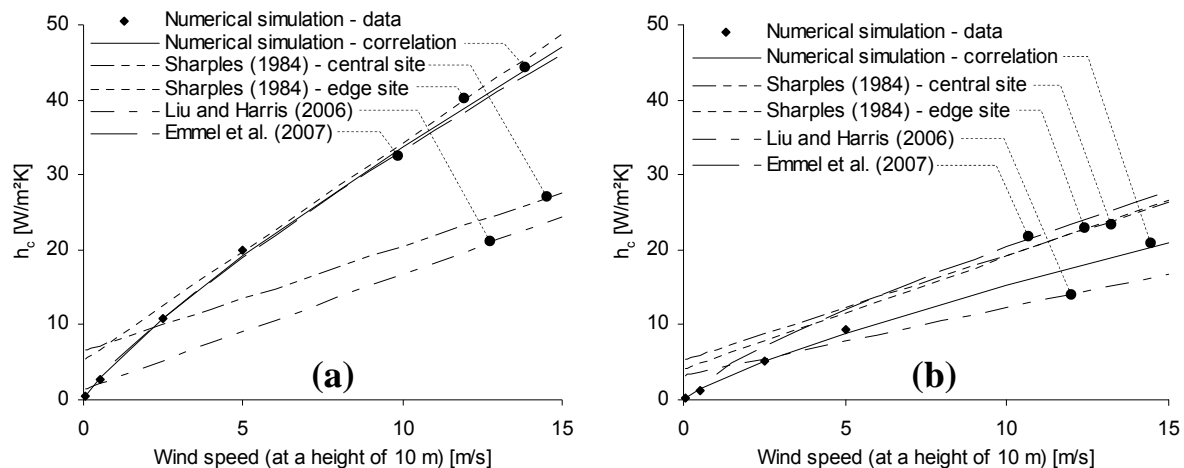 50
40
30
20
10
0
h_c [W/m²K]
Numerical simulation - data
Numerical simulation - correlation
Sharples (1984) - central site
Sharples (1984) - edge site
Liu and Harris (2006)
Emmel et al. (2007)
(a)
0 5 10 15
Wind speed (at a height of 10 m) [m/s]
50
40
30
20
10
0
h_c [W/m²K]
Numerical simulation - data
Numerical simulation - correlation
Sharples (1984) - central site
Sharples (1984) - edge site
Liu and Harris (2006)
Emmel et al. (2007)
(b)
0 5 10 15
Wind speed (at a height of 10 m) [m/s]